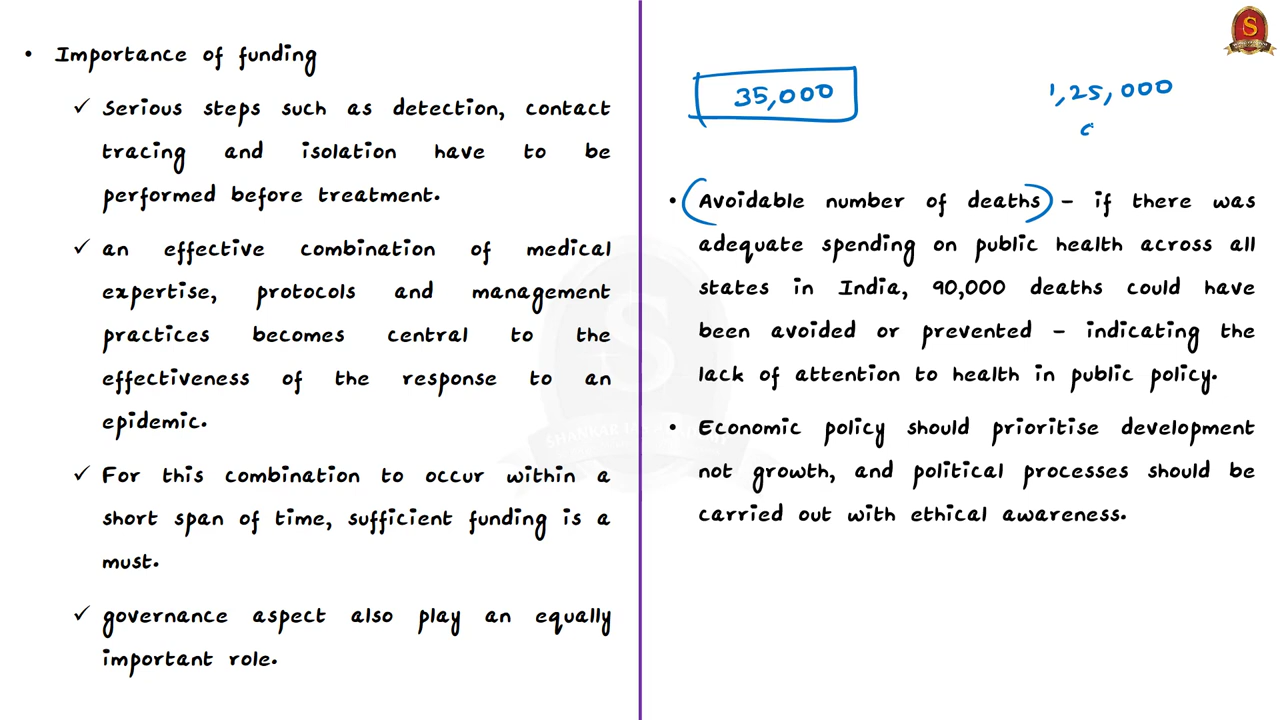 • Importance of funding
✓ Serious steps such as detection, contact
tracing and isolation have to be
performed before treatment.
✓ an effective combination of medical
expertise, protocols and management
practices becomes central to the
effectiveness of the response to an
epidemic.
✓ For this combination to occur within a
short span of time, sufficient funding is a
must.
✓ governance aspect also play an equally
important role.
S
35,000
1,25,000
• (Avoidable number of deaths) – if there was
adequate spending on public health across all
states in India, 90,000 deaths could have
been avoided or prevented – indicating the
lack of attention to health in public policy.
• Economic policy should prioritise development
not growth, and political processes should be
carried out with ethical awareness.